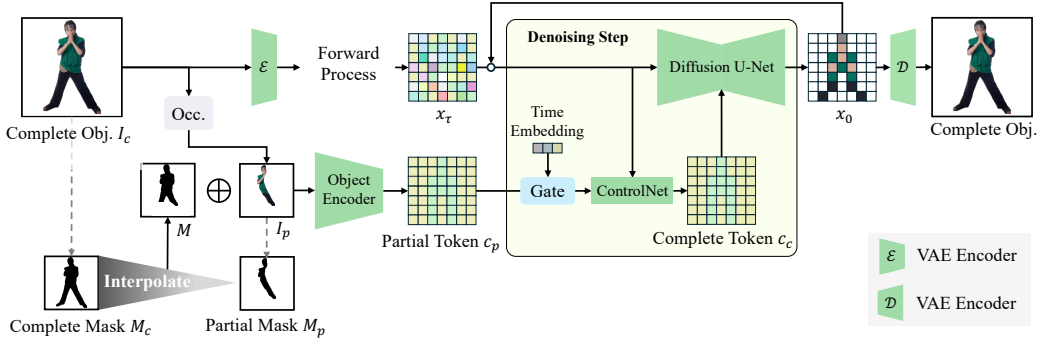 Complete Obj. I_c
Occ.
ℰ
Forward
Process
x_τ
Denoising Step
Diffusion U-Net
x_0
𝒟
Complete Obj.
Time
Embedding
M
I_p
Object
Encoder
Partial Token c_p
Gate
ControlNet
Complete Token c_c
Interpolate
Complete Mask M_c
Partial Mask M_p
ℰ VAE Encoder
𝒟 VAE Encoder